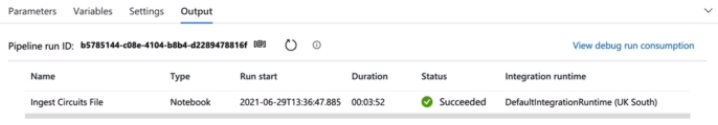 Parameters Variables Settings Output
Pipeline run ID: b5785144-c08e-4104-b8b4-d2289478816f View debug run consumption
Name Type Run start Duration Status Integration runtime
Ingest Circuits File Notebook 2021-06-29T13:36:47.885 00:03:52 Succeeded DefaultIntegrationRuntime (UK South)